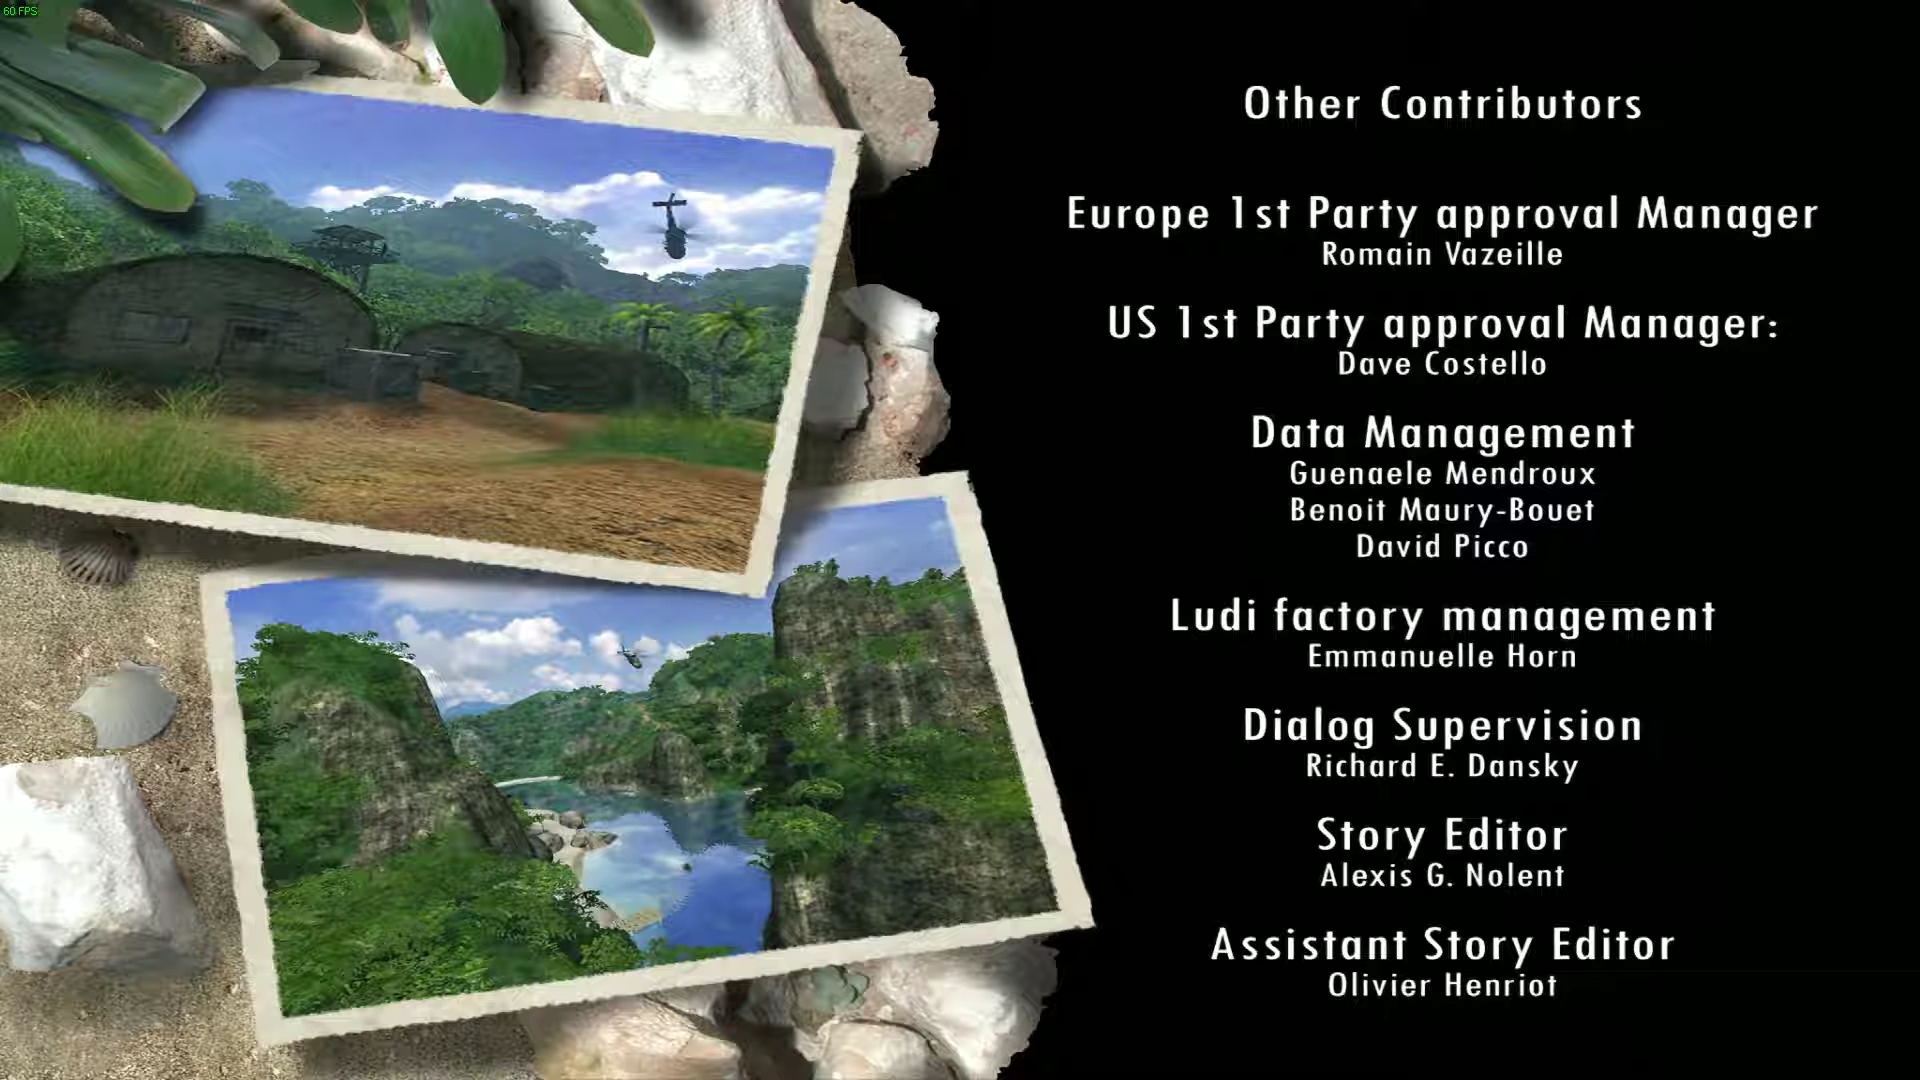 60 FPS
Other Contributors
Europe 1st Party approval Manager
Romain Vazeille
US 1st Party approval Manager:
Dave Costello
Data Management
Guenaele Mendroux
Benoit Maury-Bouet
David Picco
Ludi factory management
Emmanuelle Horn
Dialog Supervision
Richard E. Dansky
Story Editor
Alexis G. Nolent
Assistant Story Editor
Olivier Henriot